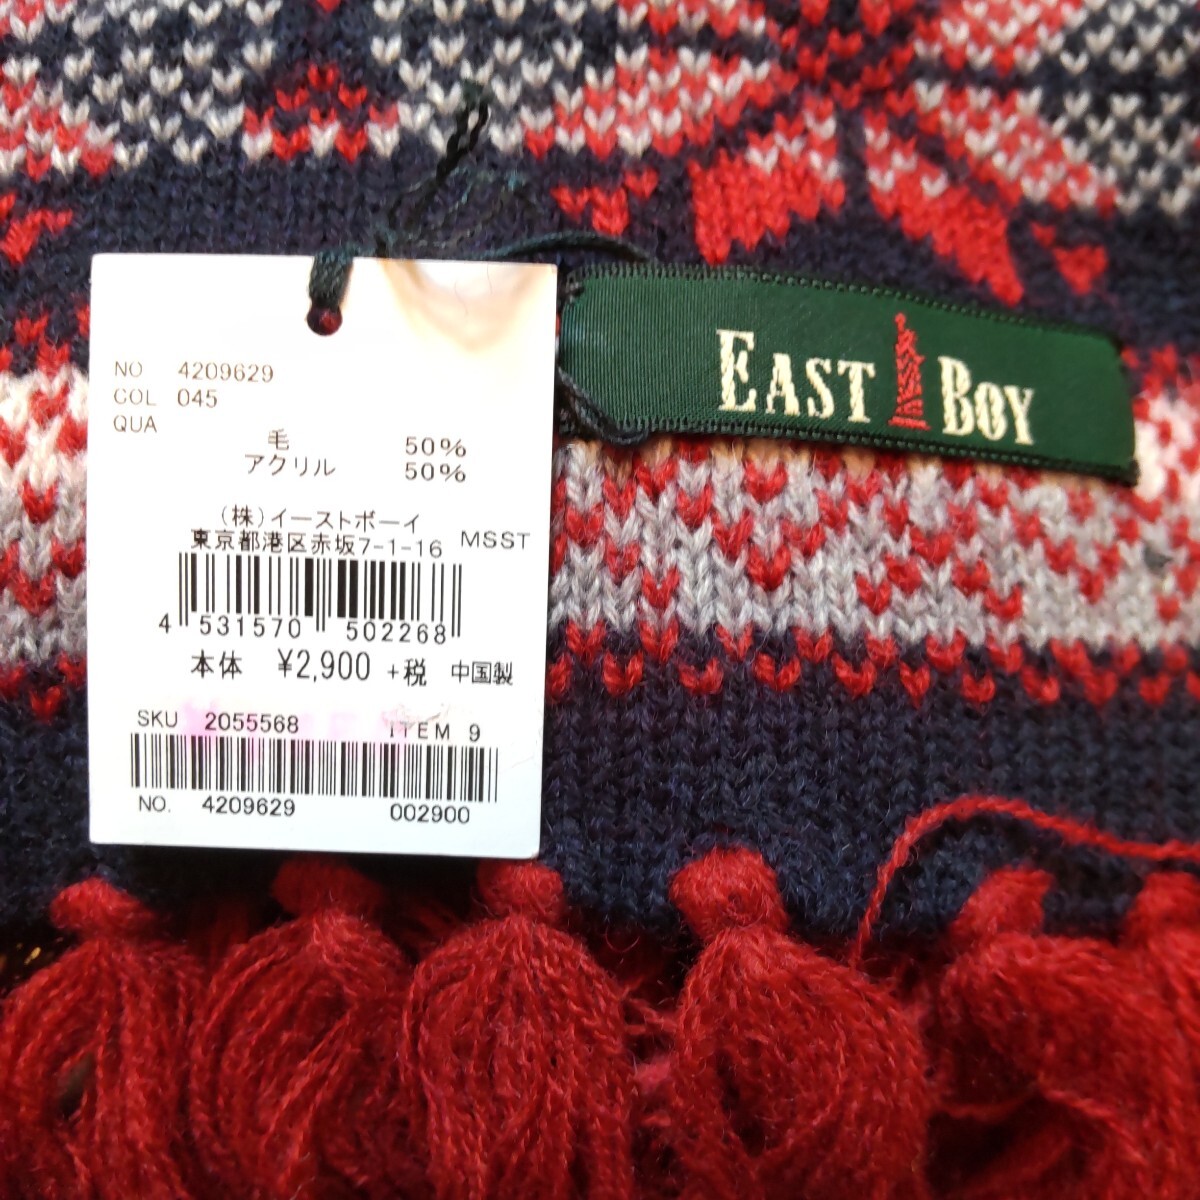 EAST BOY
NO 4209629
COL 045
QUA
毛 50%
アクリル 50%
(株)イーストボーイ
東京都港区赤坂7-1-16 MSST
4 531570 502268
本体 ¥2,900 +税 中国製
SKU 2055568 ITEM 9
NO. 4209629 002900